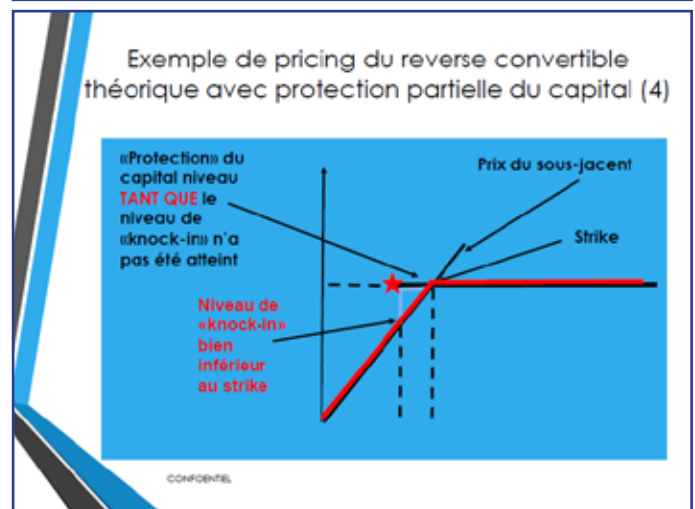 Exemple de pricing du reverse convertible
théorique avec protection partielle du capital (4)
«Protection» du
capital niveau
TANT QUE le
niveau de
«knock-in» n'a
pas été atteint
Prix du sous-jacent
Strike
Niveau de
«knock-in»
bien
inférieur
au strike
CONFIDENTIEL